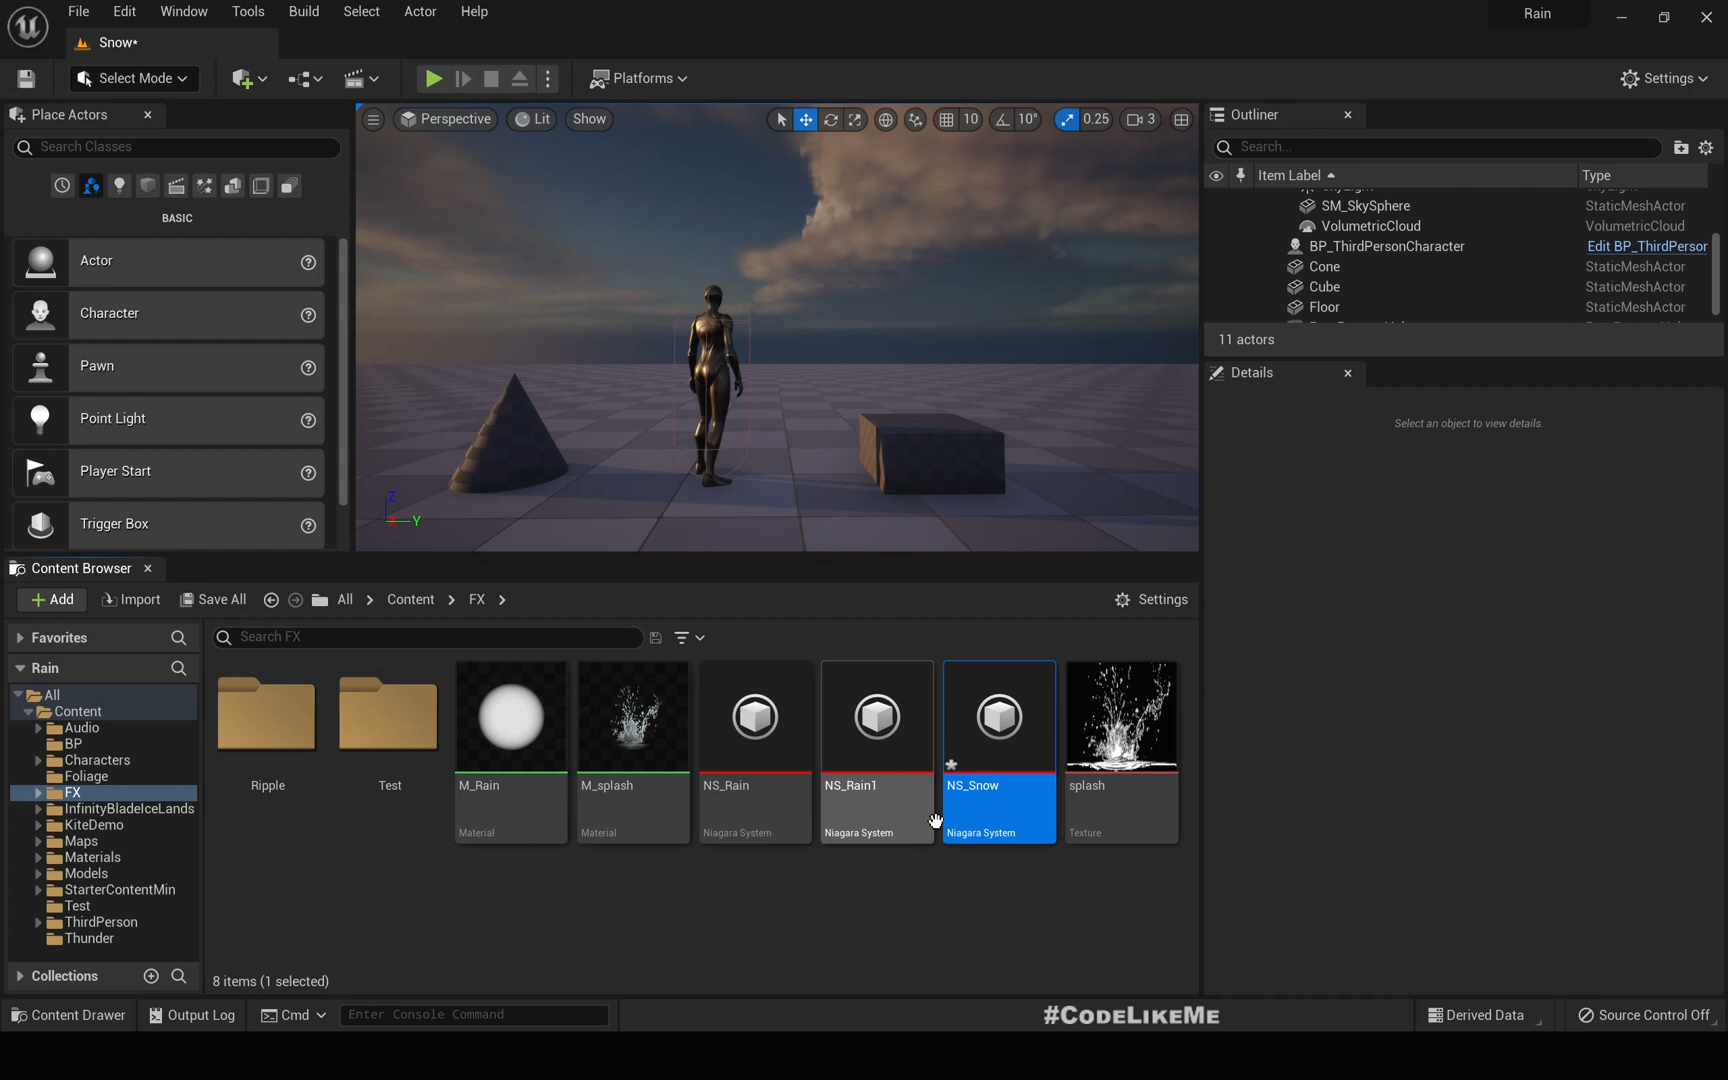 File Edit Window Tools Build Select Actor Help
Rain
Snow*
Select Mode
Platforms
Settings
Place Actors
Search Classes
BASIC
Actor
Character
Pawn
Point Light
Player Start
Trigger Box
Perspective Lit Show
10 10° 0.25 3
Z
X Y
Outliner
Search...
Item Label Type
SM_SkySphere StaticMeshActor
VolumetricCloud VolumetricCloud
BP_ThirdPersonCharacter Edit BP_ThirdPerson
Cone StaticMeshActor
Cube StaticMeshActor
Floor StaticMeshActor
11 actors
Details
Select an object to view details.
Content Browser
Add Import Save All All Content FX Settings
Favorites
Search FX
Rain
All
Content
Audio
BP
Characters
Foliage
FX
InfinityBladeIceLands
KiteDemo
Maps
Materials
Models
StarterContentMin
Test
ThirdPerson
Thunder
Collections
Ripple
Test
M_Rain
Material
M_splash
Material
NS_Rain
Niagara System
NS_Rain1
Niagara System
NS_Snow
Niagara System
splash
Texture
8 items (1 selected)
Content Drawer Output Log Cmd Enter Console Command
#CodeLikeMe
Derived Data Source Control Off